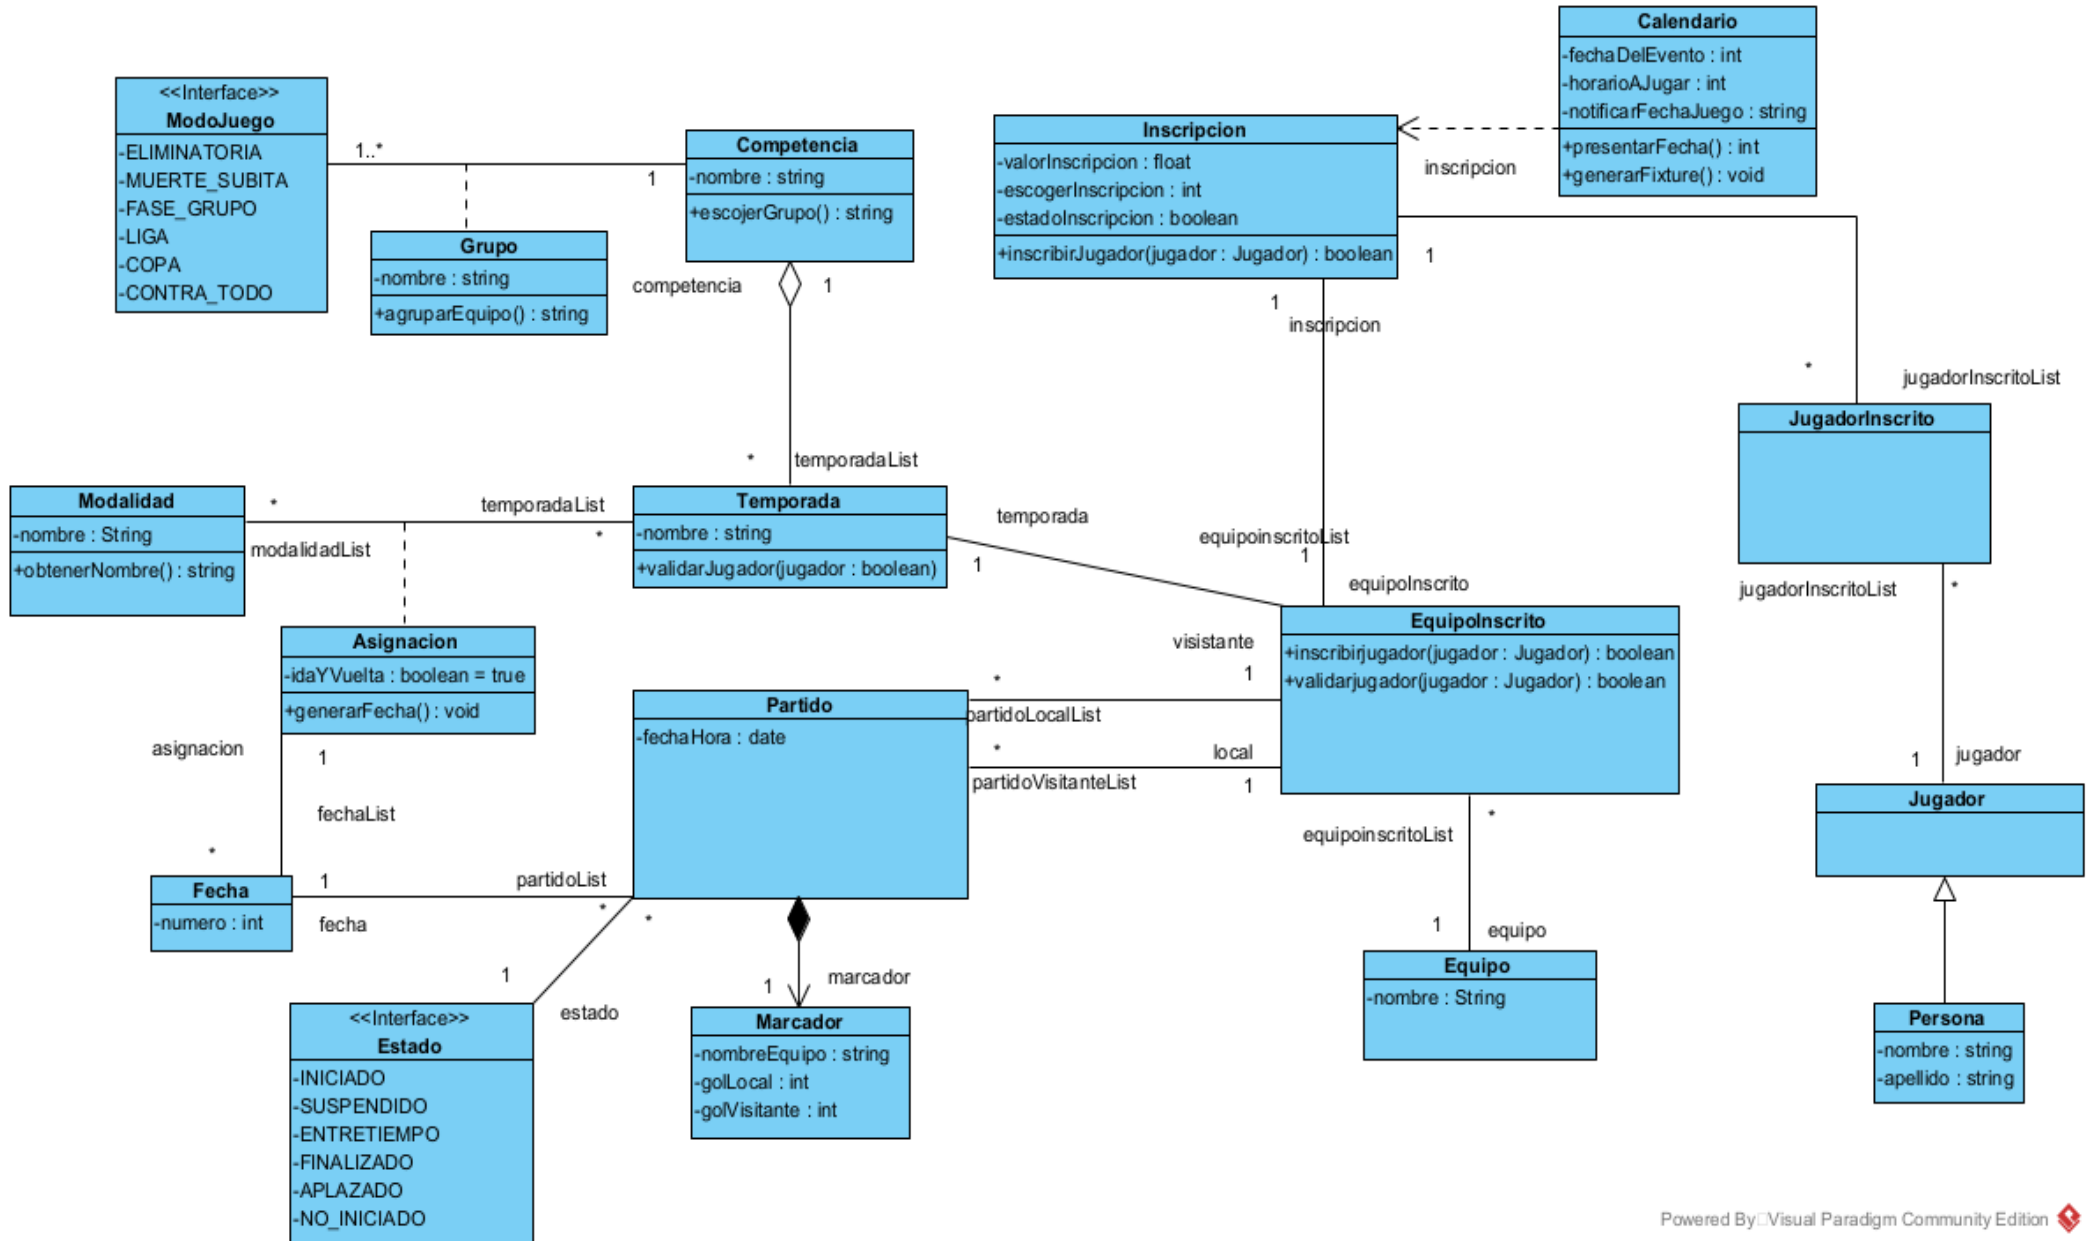 Calendario
-fechaDelEvento : int
-horarioAJugar : int
-notificarFechaJuego : string
+presentarFecha() : int
+generarFixture() : void
<<Interface>>
ModoJuego
-ELIMINATORIA
-MUERTE_SUBITA
-FASE_GRUPO
-LIGA
-COPA
-CONTRA_TODO
1..*
1
Competencia
-nombre : string
+escojerGrupo() : string
Grupo
-nombre : string
+agruparEquipo() : string
competencia
1
Inscripcion
-valorInscripcion : float
-escogerInscripcion : int
-estadoInscripcion : boolean
+inscribirJugador(jugador : Jugador) : boolean
inscripcion
1
1
inscripcion
*
jugadorInscritoList
JugadorInscrito
jugadorInscritoList
*
*
temporadaList
Modalidad
-nombre : String
+obtenerNombre() : string
*
modalidadList
temporadaList
*
Temporada
-nombre : string
+validarJugador(jugador : boolean)
temporada
1
equipoinscritoList
1
equipoInscrito
EquipoInscrito
+inscribirjugador(jugador : Jugador) : boolean
+validarjugador(jugador : Jugador) : boolean
Asignacion
-idaYVuelta : boolean = true
+generarFecha() : void
asignacion
1
fechaList
*
Partido
-fechaHora : date
visistante
1
*
partidoLocalList
*
partidoVisitanteList
local
1
equipoinscritoList
*
1
jugador
Jugador
Fecha
-numero : int
1
fecha
partidoList
*
*
1
estado
1
marcador
1
equipo
Equipo
-nombre : String
<<Interface>>
Estado
-INICIADO
-SUSPENDIDO
-ENTRETIEMPO
-FINALIZADO
-APLAZADO
-NO_INICIADO
Marcador
-nombreEquipo : string
-golLocal : int
-golVisitante : int
Persona
-nombre : string
-apellido : string
Powered By Visual Paradigm Community Edition